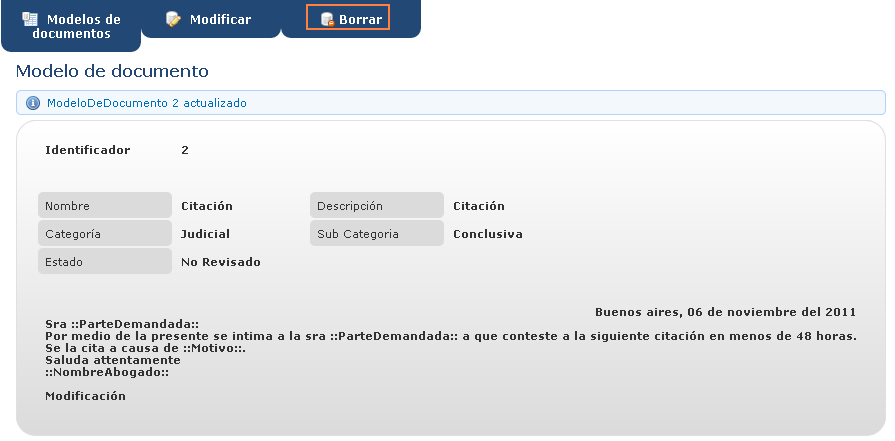 Modelos de
documentos
Modificar
Borrar
Modelo de documento
ModeloDeDocumento 2 actualizado
Identificador 2
Nombre Citación Descripción Citación
Categoría Judicial Sub Categoria Conclusiva
Estado No Revisado
Buenos aires, 06 de noviembre del 2011
Sra ::ParteDemandada::
Por medio de la presente se intima a la sra ::ParteDemandada:: a que conteste a la siguiente citación en menos de 48 horas.
Se la cita a causa de ::Motivo::.
Saluda attentamente
::NombreAbogado::
Modificación